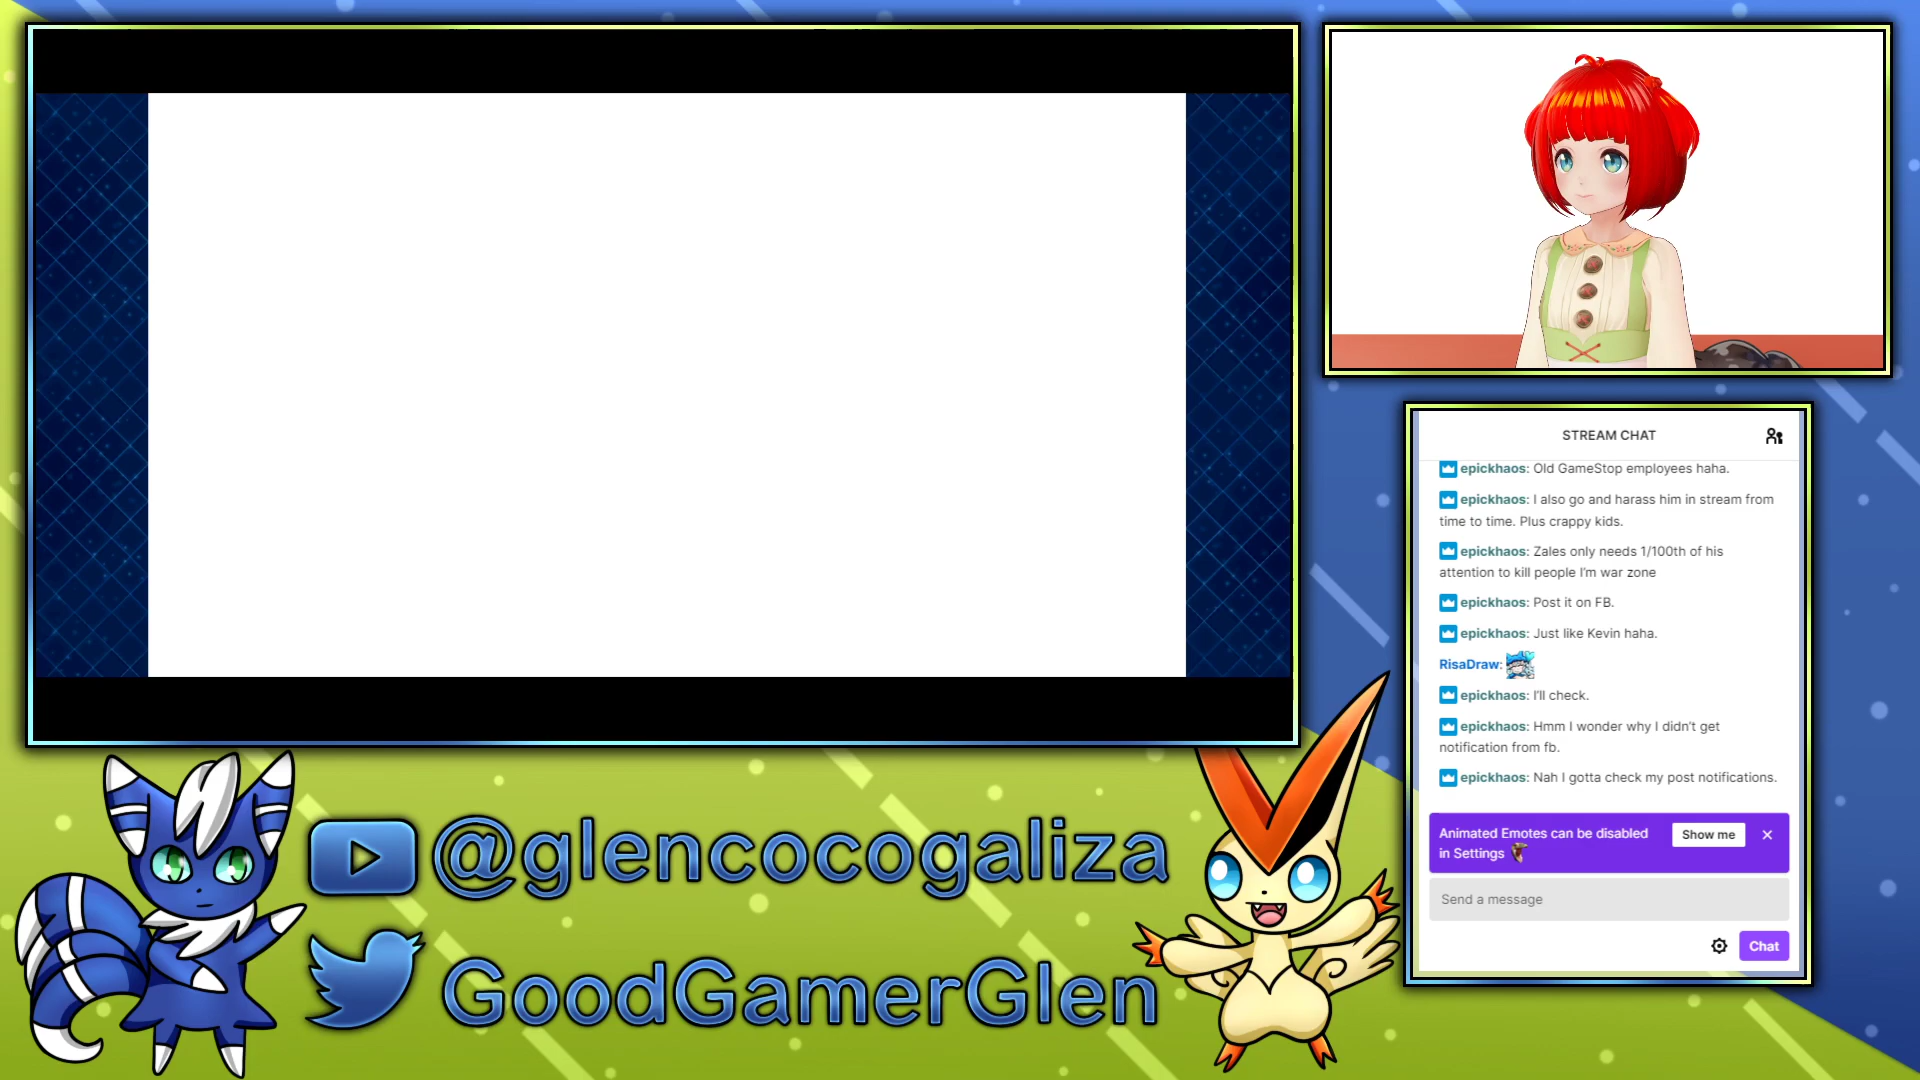 STREAM CHAT
epickhaos: Old GameStop employees haha.
epickhaos: I also go and harass him in stream from
time to time. Plus crappy kids.
epickhaos: Zales only needs 1/100th of his
attention to kill people I'm war zone
epickhaos: Post it on FB.
epickhaos: Just like Kevin haha.
RisaDraw:
epickhaos: I'll check.
epickhaos: Hmm I wonder why I didn't get
notification from fb.
epickhaos: Nah I gotta check my post notifications.
Animated Emotes can be disabled
in Settings
Show me
Send a message
Chat
@glencocogaliza
GoodGamerGlen